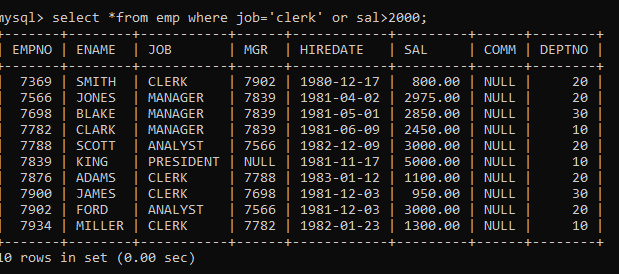 mysql> select *from emp where job='clerk' or sal>2000;
+-------+--------+-----------+------+------------+---------+------+--------+
| EMPNO | ENAME  | JOB       | MGR  | HIREDATE   | SAL     | COMM | DEPTNO |
+-------+--------+-----------+------+------------+---------+------+--------+
|  7369 | SMITH  | CLERK     | 7902 | 1980-12-17 |  800.00 | NULL |     20 |
|  7566 | JONES  | MANAGER   | 7839 | 1981-04-02 | 2975.00 | NULL |     20 |
|  7698 | BLAKE  | MANAGER   | 7839 | 1981-05-01 | 2850.00 | NULL |     30 |
|  7782 | CLARK  | MANAGER   | 7839 | 1981-06-09 | 2450.00 | NULL |     10 |
|  7788 | SCOTT  | ANALYST   | 7566 | 1982-12-09 | 3000.00 | NULL |     20 |
|  7839 | KING   | PRESIDENT | NULL | 1981-11-17 | 5000.00 | NULL |     10 |
|  7876 | ADAMS  | CLERK     | 7788 | 1983-01-12 | 1100.00 | NULL |     20 |
|  7900 | JAMES  | CLERK     | 7698 | 1981-12-03 |  950.00 | NULL |     30 |
|  7902 | FORD   | ANALYST   | 7566 | 1981-12-03 | 3000.00 | NULL |     20 |
|  7934 | MILLER | CLERK     | 7782 | 1982-01-23 | 1300.00 | NULL |     10 |
+-------+--------+-----------+------+------------+---------+------+--------+
10 rows in set (0.00 sec)